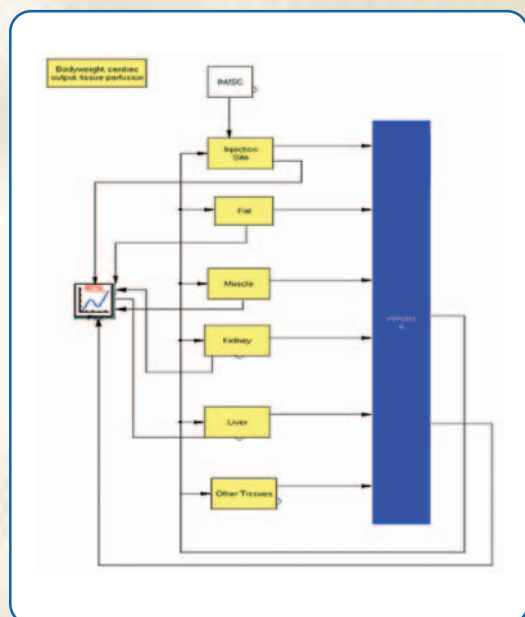 Bodyweight cardiac
output tissue perfusion
IM/SC
Injection
Site
Fat
Muscle
Kidney
Liver
Other Tissues